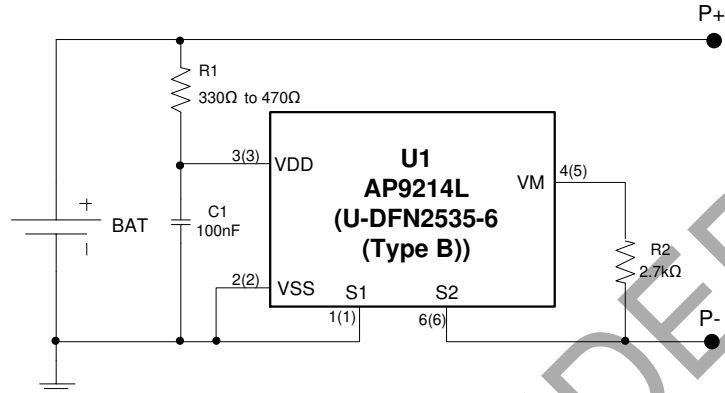 P+
R1
330Ω to 470Ω
3(3)
VDD
U1
AP9214L
(U-DFN2535-6
(Type B))
VM
4(5)
+
BAT
C1
100nF
R2
2.7kΩ
2(2)
VSS
S1
S2
1(1)
6(6)
P-